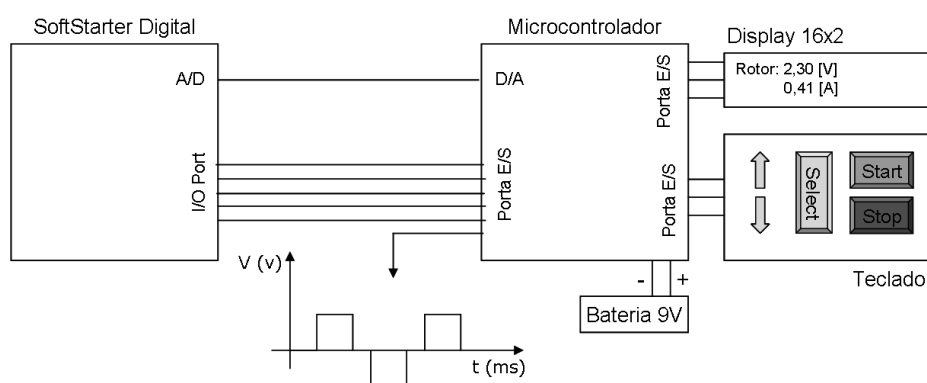 SoftStarter Digital
Microcontrolador
Display 16x2
A/D
D/A
Porta E/S
Rotor: 2,30 [V]
0,41 [A]
I/O Port
Porta E/S
Porta E/S
Select
Start
Stop
Teclado
V (v)
- +
Bateria 9V
t (ms)